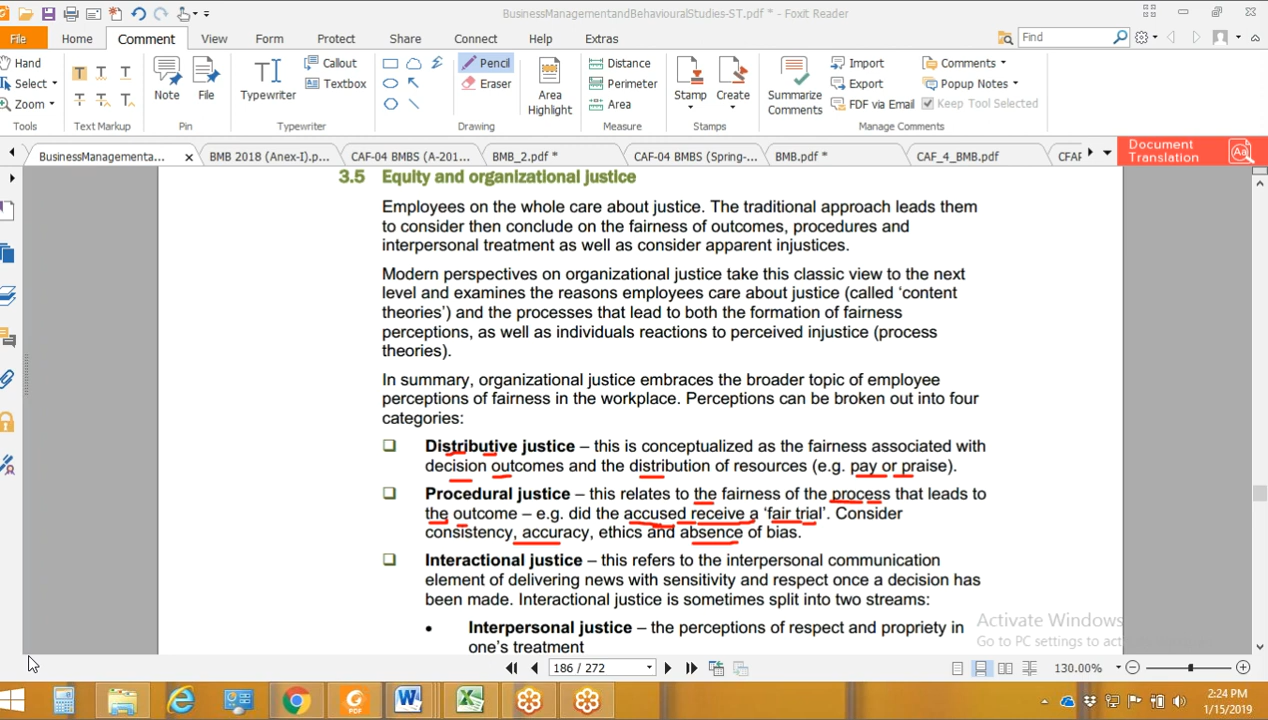 BusinessManagementandBehaviouralStudies-ST.pdf * - Foxit Reader
File Home Comment View Form Protect Share Connect Help Extras Find
Hand T T T Note File Typewriter Callout Pencil Area Highlight Distance Stamp Create Summarize Comments Import Comments
Select Textbox Eraser Perimeter Export Popup Notes
Zoom Area FDF via Email Keep Tool Selected
Tools Text Markup Pin Typewriter Drawing Measure Stamps Manage Comments
BusinessManagementa... BMB 2018 (Anex-I).p... CAF-04 BMBS (A-201... BMB_2.pdf * CAF-04 BMBS (Spring-... BMB.pdf * CAF_4_BMB.pdf CFAF
Document
Translation
3.5 Equity and organizational justice
Employees on the whole care about justice. The traditional approach leads them
to consider then conclude on the fairness of outcomes, procedures and
interpersonal treatment as well as consider apparent injustices.
Modern perspectives on organizational justice take this classic view to the next
level and examines the reasons employees care about justice (called ‘content
theories’) and the processes that lead to both the formation of fairness
perceptions, as well as individuals reactions to perceived injustice (process
theories).
In summary, organizational justice embraces the broader topic of employee
perceptions of fairness in the workplace. Perceptions can be broken out into four
categories:
❑ Distributive justice – this is conceptualized as the fairness associated with
decision outcomes and the distribution of resources (e.g. pay or praise).
❑ Procedural justice – this relates to the fairness of the process that leads to
the outcome – e.g. did the accused receive a ‘fair trial’. Consider
consistency, accuracy, ethics and absence of bias.
❑ Interactional justice – this refers to the interpersonal communication
element of delivering news with sensitivity and respect once a decision has
been made. Interactional justice is sometimes split into two streams:
• Interpersonal justice – the perceptions of respect and propriety in
one’s treatment
Activate Windows
Go to PC settings to act
186 / 272 130.00%
2:24 PM
1/15/2019